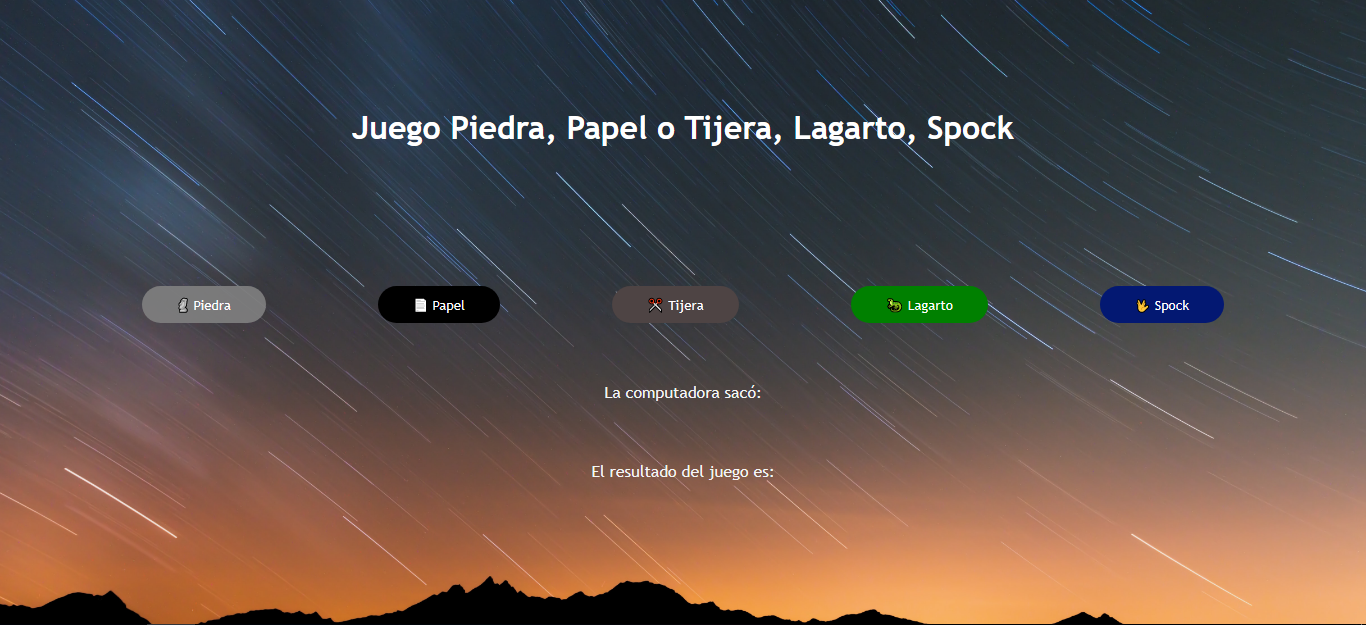 Juego Piedra, Papel o Tijera, Lagarto, Spock
Piedra
Papel
Tijera
Lagarto
Spock
La computadora sacó:
El resultado del juego es: